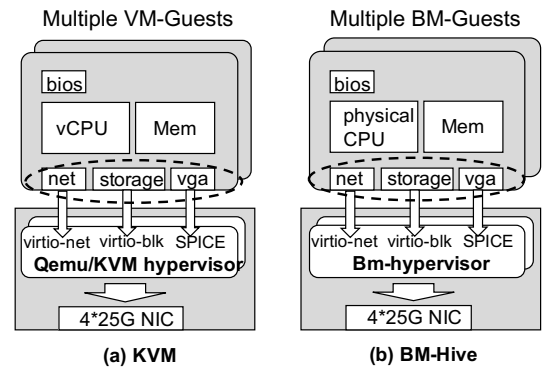 Multiple VM-Guests
bios
vCPU
Mem
net
storage
vga
virtio-net
virtio-blk
SPICE
Qemu/KVM hypervisor
4*25G NIC
(a) KVM
Multiple BM-Guests
bios
physical
CPU
Mem
net
storage
vga
virtio-net
virtio-blk
SPICE
Bm-hypervisor
4*25G NIC
(b) BM-Hive